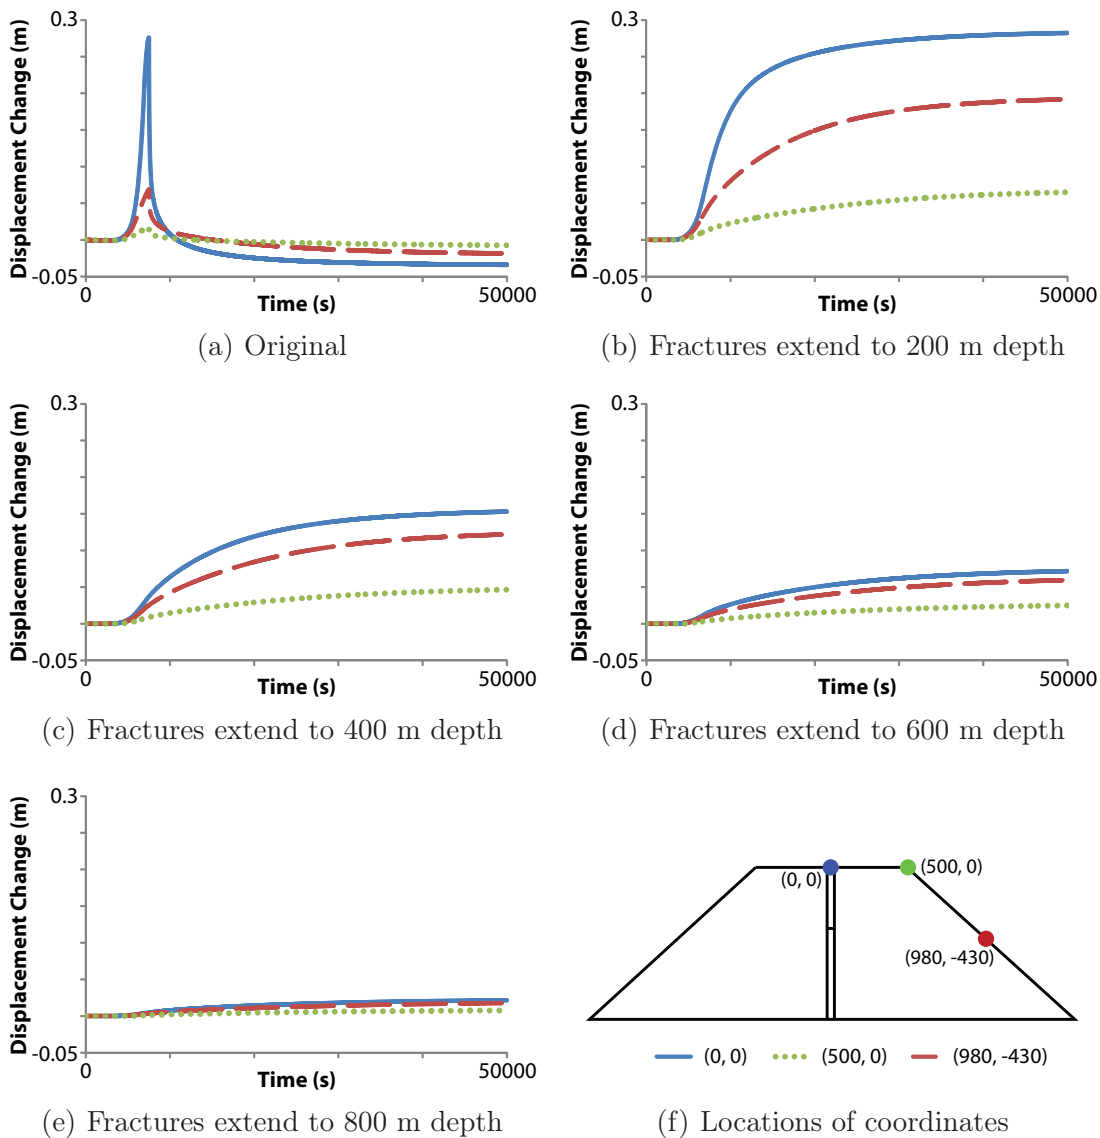 0.3
Displacement Change (m)
-0.05
0
50000
Time (s)
(a) Original
0.3
Displacement Change (m)
-0.05
0
50000
Time (s)
(b) Fractures extend to 200 m depth
0.3
Displacement Change (m)
-0.05
0
50000
Time (s)
(c) Fractures extend to 400 m depth
0.3
Displacement Change (m)
-0.05
0
50000
Time (s)
(d) Fractures extend to 600 m depth
0.3
Displacement Change (m)
-0.05
0
50000
Time (s)
(e) Fractures extend to 800 m depth
(0, 0)
(500, 0)
(980, -430)
(0, 0) (500, 0) (980, -430)
(f) Locations of coordinates